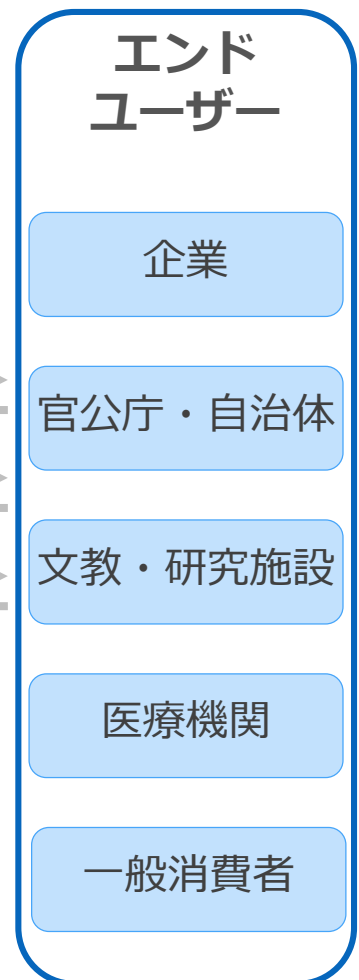 エンド
ユーザー
企業
官公庁・自治体
文教・研究施設
医療機関
一般消費者